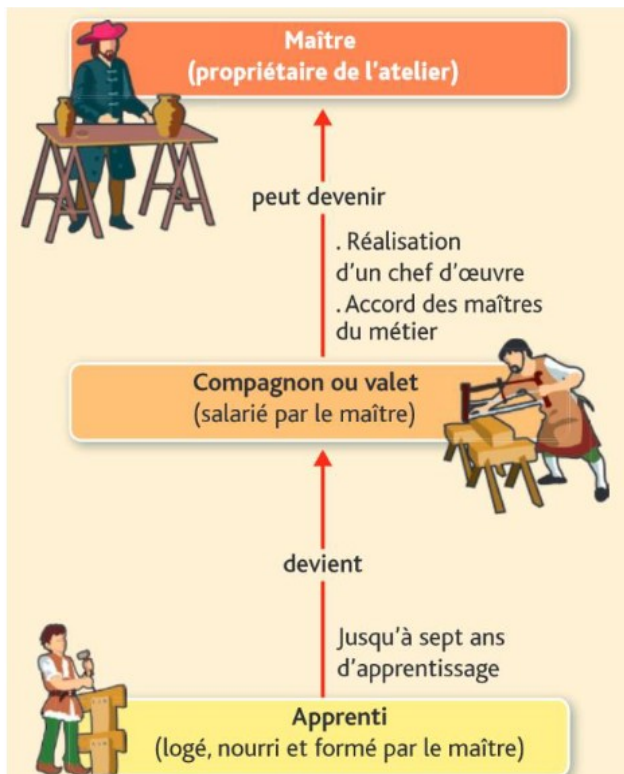 Maître
(propriétaire de l'atelier)
peut devenir
. Réalisation
d'un chef d'œuvre
. Accord des maîtres
du métier
Compagnon ou valet
(salarié par le maître)
devient
Jusqu'à sept ans
d'apprentissage
Apprenti
(logé, nourri et formé par le maître)